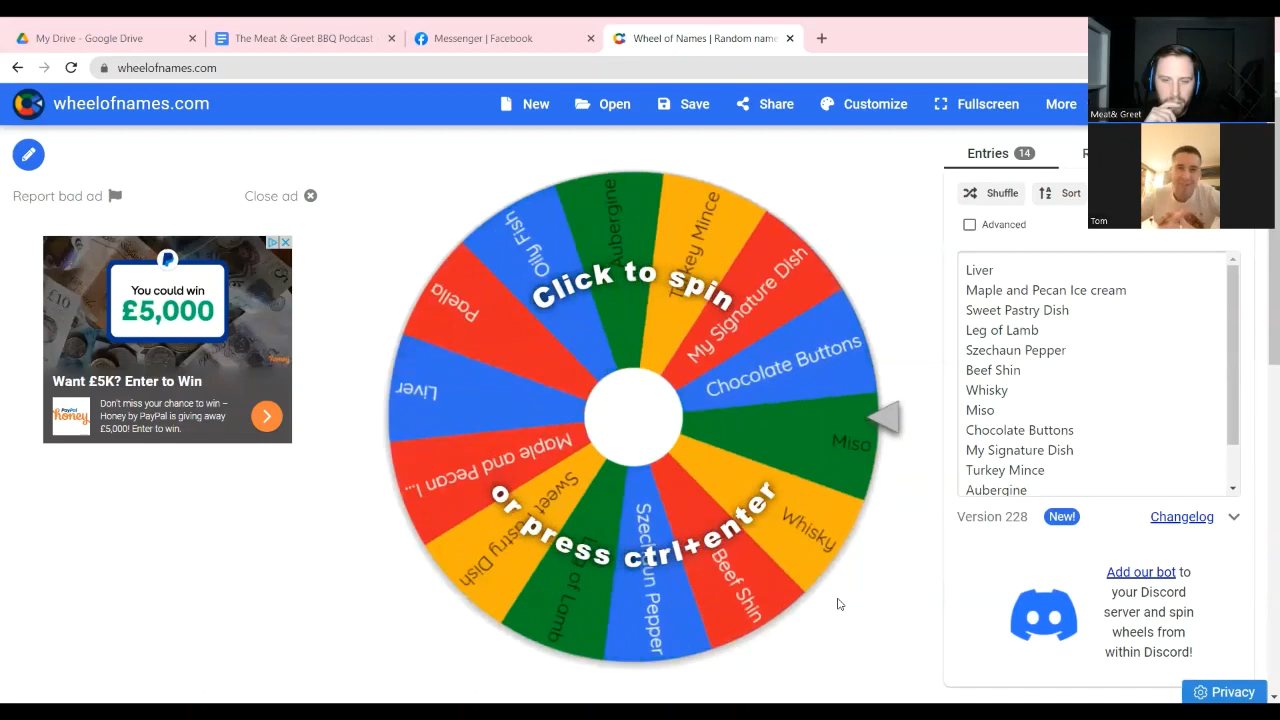 My Drive - Google Drive
The Meat & Greet BBQ Podcast
Messenger | Facebook
Wheel of Names | Random name
wheelofnames.com
wheelofnames.com
New
Open
Save
Share
Customize
Fullscreen
More
Meat& Greet
Tom
Report bad ad
Close ad
You could win
£5,000
honey
Want £5K? Enter to Win
PayPal
honey
Don't miss your chance to win –
Honey by PayPal is giving away
£5,000! Enter to win.
Click to spin
or press ctrl+enter
Olly Fish
Aubergine
Turkey Mince
My Signature Dish
Chocolate Buttons
Miso
Whisky
Beef Shin
Szechaun Pepper
Leg of Lamb
Sweet Pastry Dish
Maple and Pecan I...
Liver
Paella
Entries 14
R
Shuffle
Sort
Advanced
Liver
Maple and Pecan Ice cream
Sweet Pastry Dish
Leg of Lamb
Szechaun Pepper
Beef Shin
Whisky
Miso
Chocolate Buttons
My Signature Dish
Turkey Mince
Aubergine
Version 228
New!
Changelog
Add our bot to
your Discord
server and spin
wheels from
within Discord!
Privacy